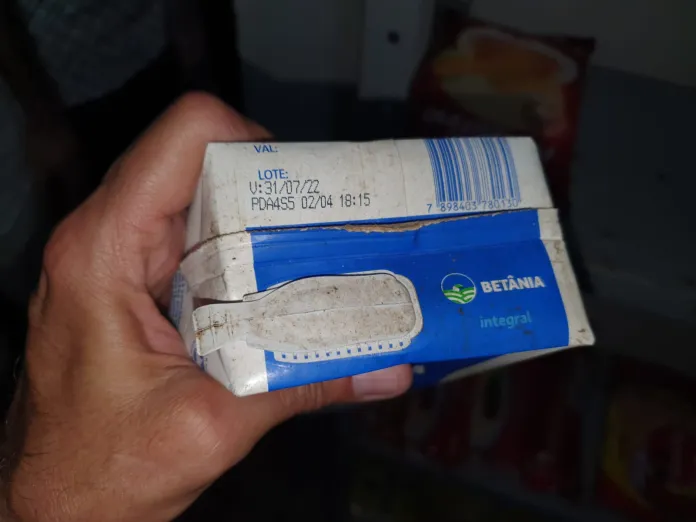 VAL:
LOTE:
V:31/07/22
PDA4S5 02/04 18:15
7 898403 780130
BETÂNIA
integral